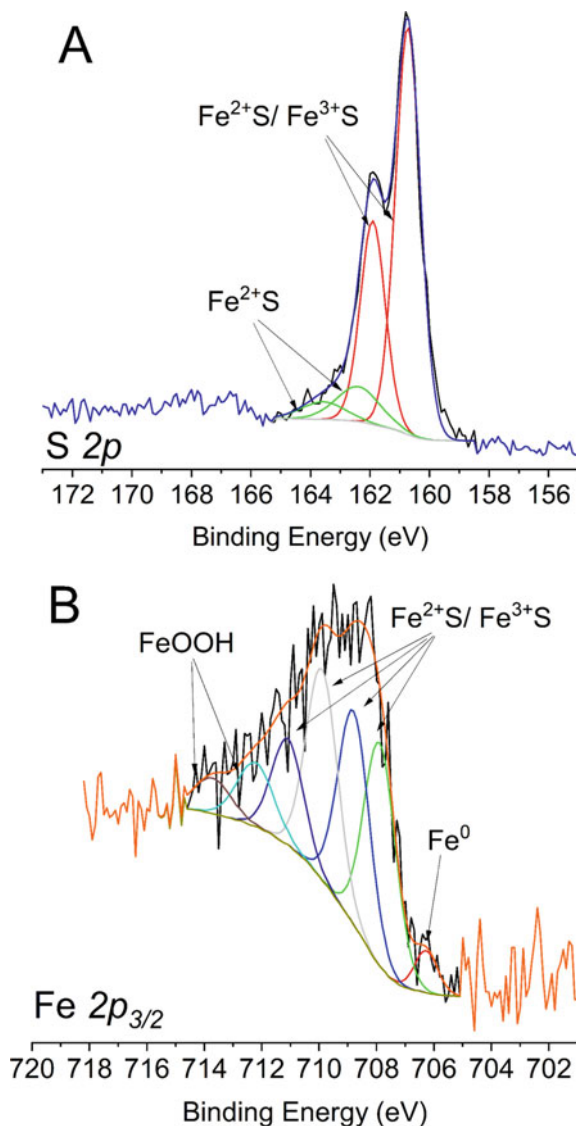 A
Fe²⁺S/ Fe³⁺S
Fe²⁺S
S 2p
172 170 168 166 164 162 160 158 156
Binding Energy (eV)
B
Fe²⁺S/ Fe³⁺S
FeOOH
Fe⁰
Fe 2p₃/₂
720 718 716 714 712 710 708 706 704 702
Binding Energy (eV)